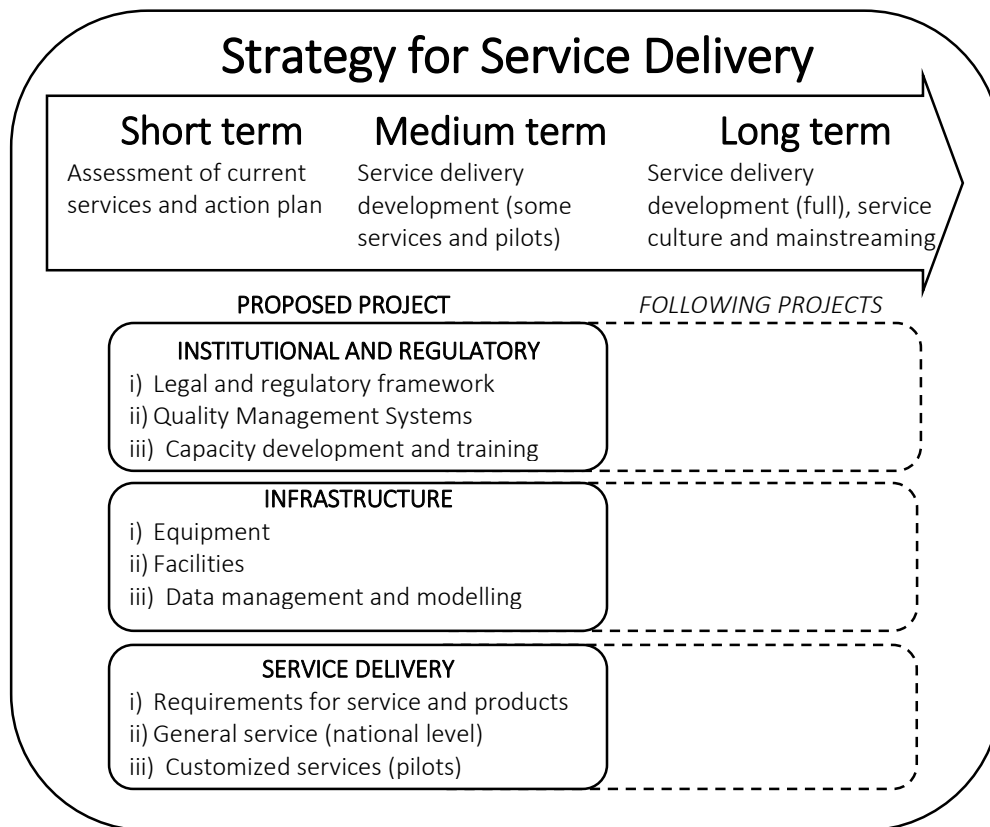 Strategy for Service Delivery
Short term
Assessment of current
services and action plan
Medium term
Service delivery
development (some
services and pilots)
Long term
Service delivery
development (full), service
culture and mainstreaming
PROPOSED PROJECT
FOLLOWING PROJECTS
INSTITUTIONAL AND REGULATORY
i) Legal and regulatory framework
ii) Quality Management Systems
iii) Capacity development and training
INFRASTRUCTURE
i) Equipment
ii) Facilities
iii) Data management and modelling
SERVICE DELIVERY
i) Requirements for service and products
ii) General service (national level)
iii) Customized services (pilots)